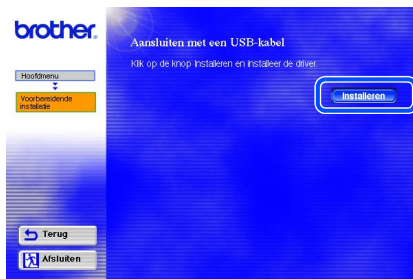 brother.
Aansluiten met een USB-kabel
Klik op de knop Installeren en installeer de driver.
Hoofdmenu
Voorbereidende
installatie
Installeren
Terug
Afsluiten